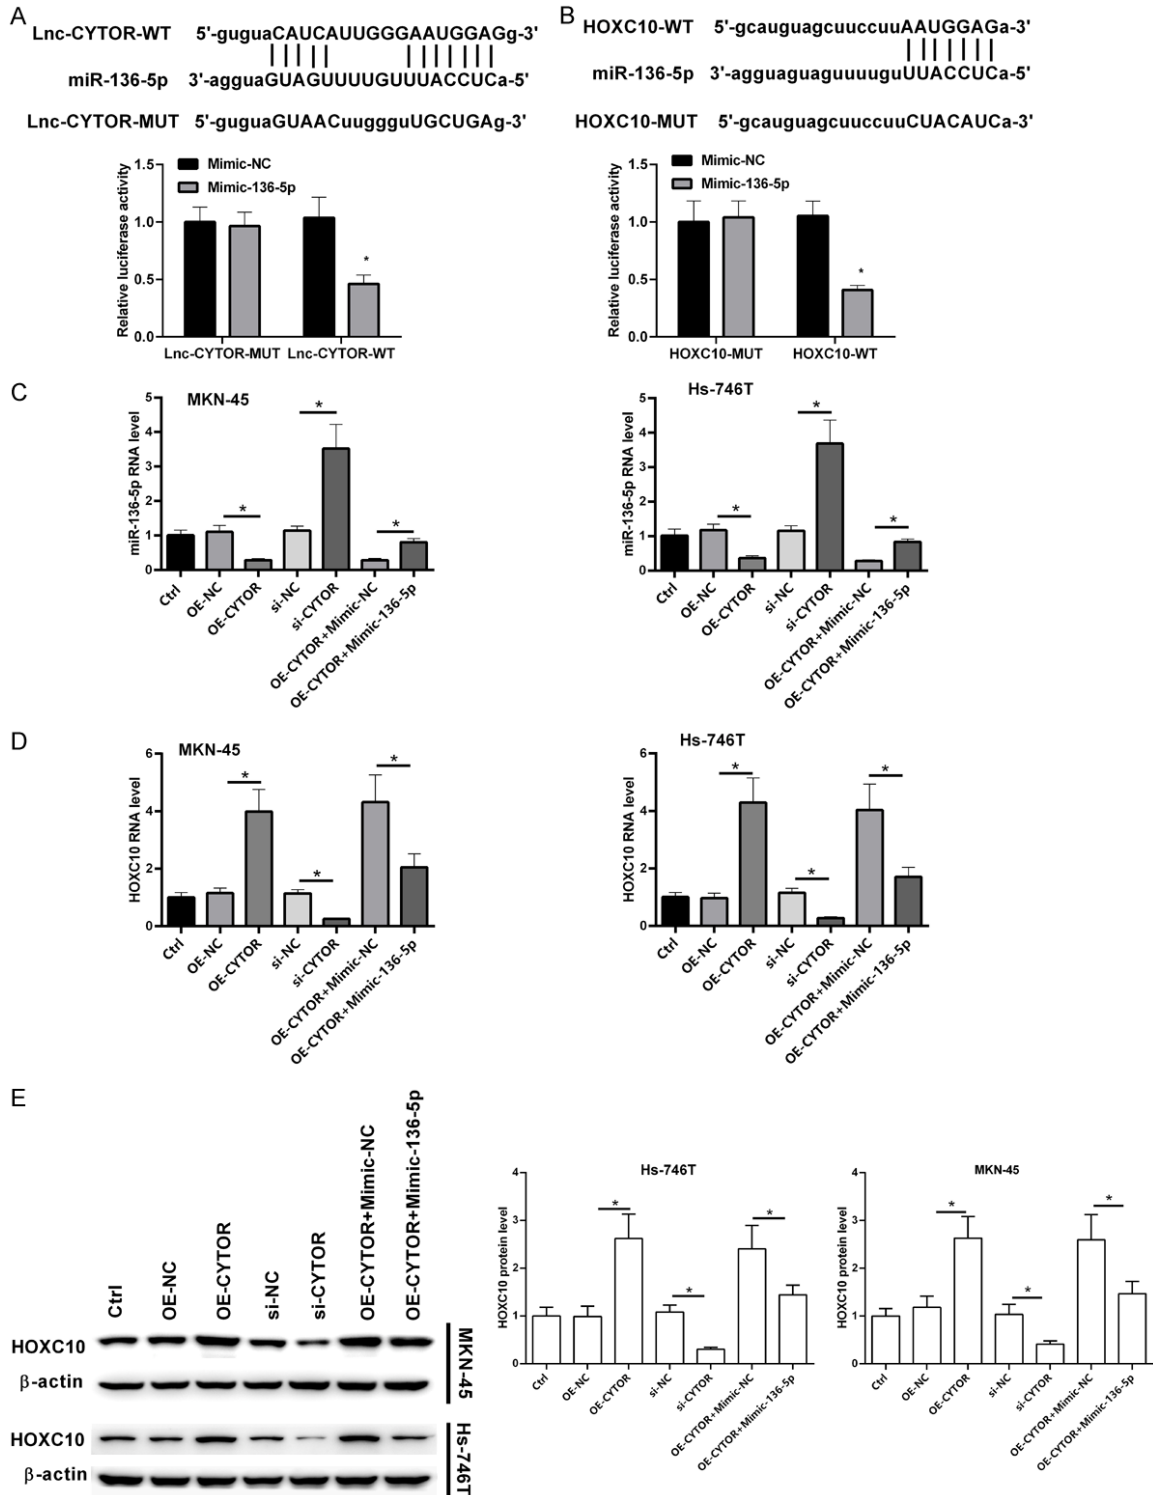 A
Lnc-CYTOR-WT 5'-guguaCAUCAUUGGGAAUGGAGg-3'
miR-136-5p 3'-agguaGUAGUUUUGUUUACCUCa-5'
Lnc-CYTOR-MUT 5'-guguaGUAACuuggguUGCUGAg-3'
Mimic-NC
Mimic-136-5p
Relative luciferase activity
1.5
1.0
0.5
0.0
*
Lnc-CYTOR-MUT Lnc-CYTOR-WT
B
HOXC10-WT 5'-gcauguagcuuccuuAAUGGAGa-3'
miR-136-5p 3'-agguaguaguuuuguUUACCUCa-5'
HOXC10-MUT 5'-gcauguagcuuccuuCUACAUCa-3'
Mimic-NC
Mimic-136-5p
Relative luciferase activity
1.5
1.0
0.5
0.0
*
HOXC10-MUT HOXC10-WT
C
MKN-45
miR-136-5p RNA level
5
4
3
2
1
0
* * *
Ctrl
OE-NC
OE-CYTOR
si-NC
si-CYTOR
OE-CYTOR+Mimic-NC
OE-CYTOR+Mimic-136-5p
Hs-746T
miR-136-5p RNA level
5
4
3
2
1
0
* * *
Ctrl
OE-NC
OE-CYTOR
si-NC
si-CYTOR
OE-CYTOR+Mimic-NC
OE-CYTOR+Mimic-136-5p
D
MKN-45
HOXC10 RNA level
6
4
2
0
* * *
Ctrl
OE-NC
OE-CYTOR
si-NC
si-CYTOR
OE-CYTOR+Mimic-NC
OE-CYTOR+Mimic-136-5p
Hs-746T
HOXC10 RNA level
6
4
2
0
* * *
Ctrl
OE-NC
OE-CYTOR
si-NC
si-CYTOR
OE-CYTOR+Mimic-NC
OE-CYTOR+Mimic-136-5p
E
Ctrl
OE-NC
OE-CYTOR
si-NC
si-CYTOR
OE-CYTOR+Mimic-NC
OE-CYTOR+Mimic-136-5p
HOXC10
β-actin
MKN-45
HOXC10
β-actin
Hs-746T
Hs-746T
HOXC10 protein level
4
3
2
1
0
* * *
Ctrl
OE-NC
OE-CYTOR
si-NC
si-CYTOR
OE-CYTOR+Mimic-NC
OE-CYTOR+Mimic-136-5p
MKN-45
HOXC10 protein level
4
3
2
1
0
* * *
Ctrl
OE-NC
OE-CYTOR
si-NC
si-CYTOR
OE-CYTOR+Mimic-NC
OE-CYTOR+Mimic-136-5p